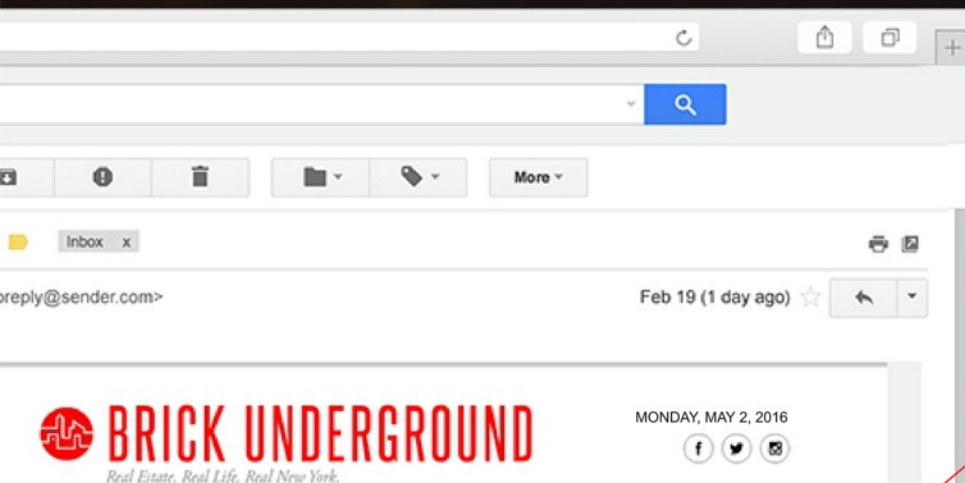 More
Inbox x
oreply@sender.com>
Feb 19 (1 day ago)
BRICK UNDERGROUND
MONDAY, MAY 2, 2016
Real Estate. Real Life. Real New York.